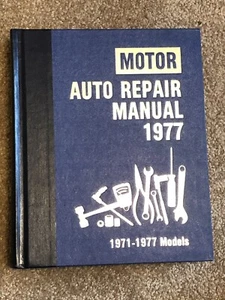 MOTOR
AUTO REPAIR
MANUAL
1977
1971-1977 Models